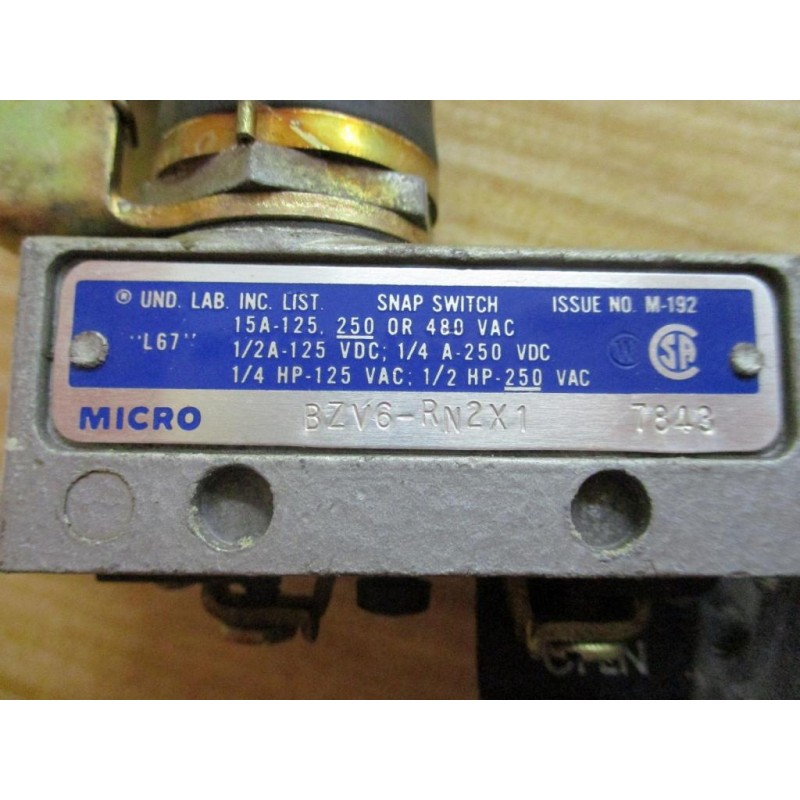 ® UND. LAB. INC. LIST. SNAP SWITCH ISSUE NO. M-192
"L67"
15A-125, 250 OR 480 VAC
1/2A-125 VDC; 1/4 A-250 VDC
1/4 HP-125 VAC; 1/2 HP-250 VAC
W
SA
MICRO BZV6-RN2X1 7843
OPEN